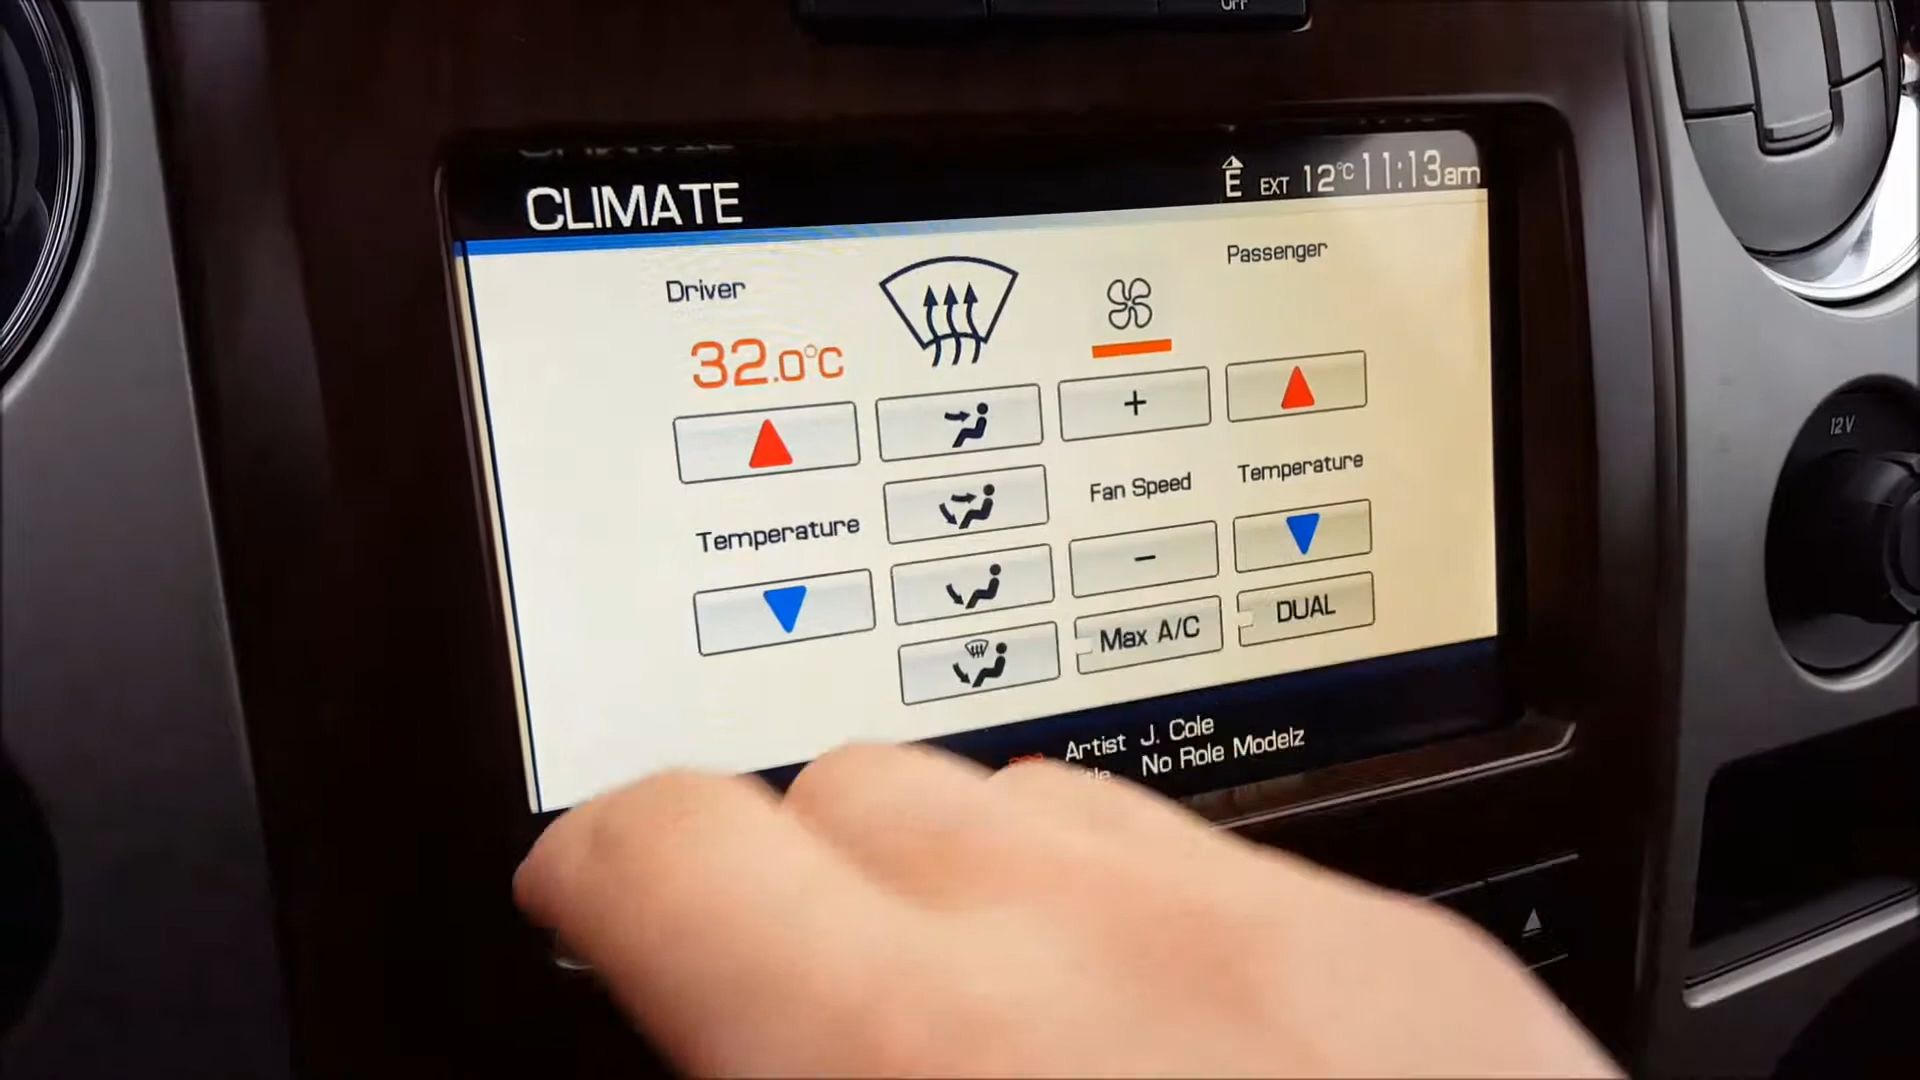 OFF
CLIMATE
E EXT 12°C 11:13am
Driver
Passenger
32.0°C
+
Temperature
Fan Speed
Temperature
-
Max A/C
DUAL
Artist J. Cole
No Role Modelz
12V